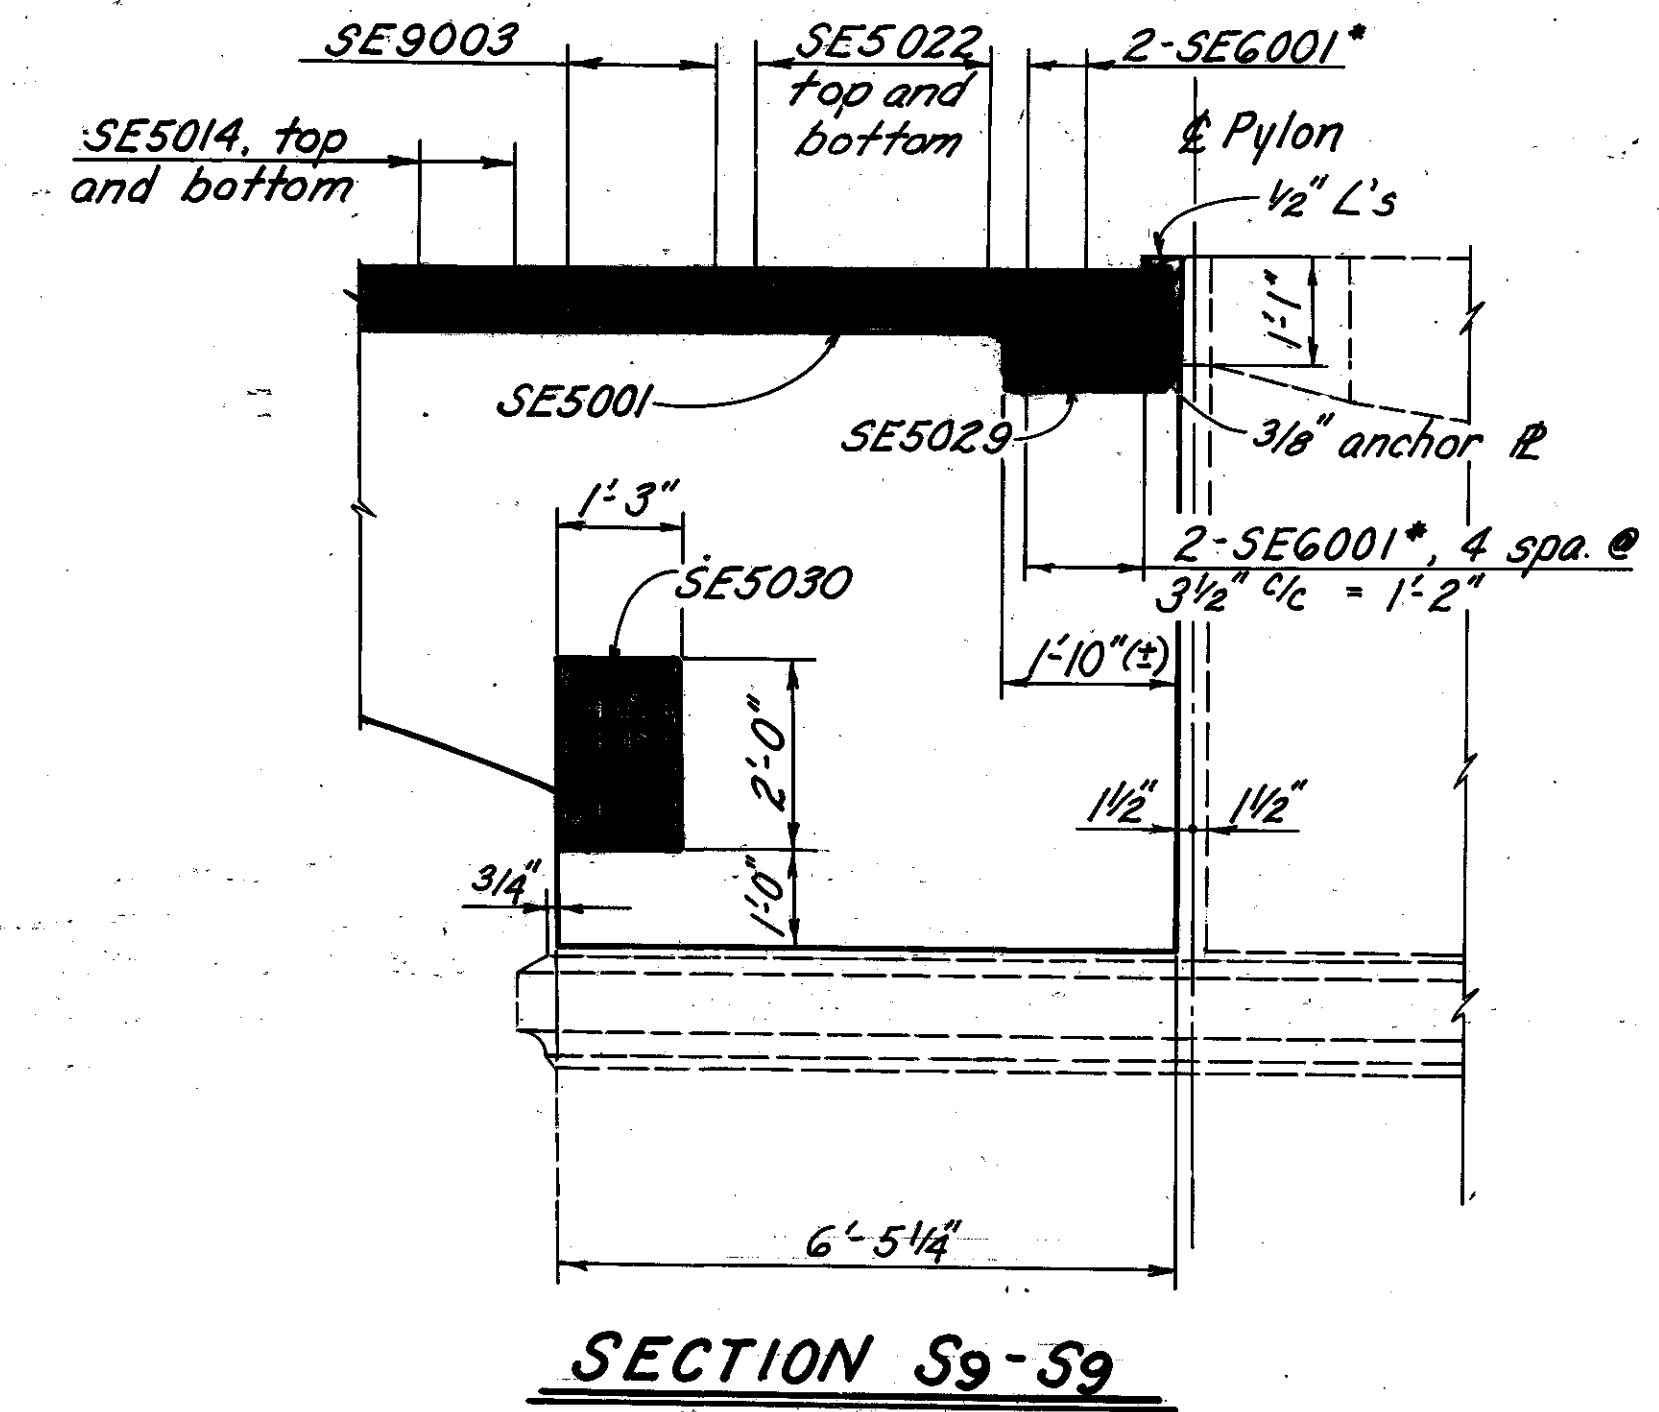 SE9003
SE5022
top and
bottom
2-SE6001*
SE5014, top
and bottom
℄ Pylon
1/2" L's
1'-1"
SE5001
SE5029
3/8" anchor ⅊
1'-3"
2-SE6001*, 4 spa. @
3 1/2" c/c = 1'-2"
SE5030
1'-10"(±)
2'-0"
1 1/2"
1 1/2"
3/4"
1'-0"
6'-5 1/4"
SECTION S9-S9